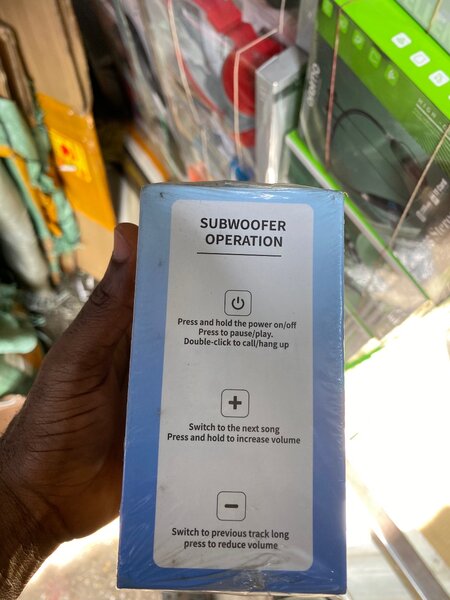 SUBWOOFER
OPERATION
Press and hold the power on/off
Press to pause/play.
Double-click to call/hang up
Switch to the next song
Press and hold to increase volume
Switch to previous track long
press to reduce volume